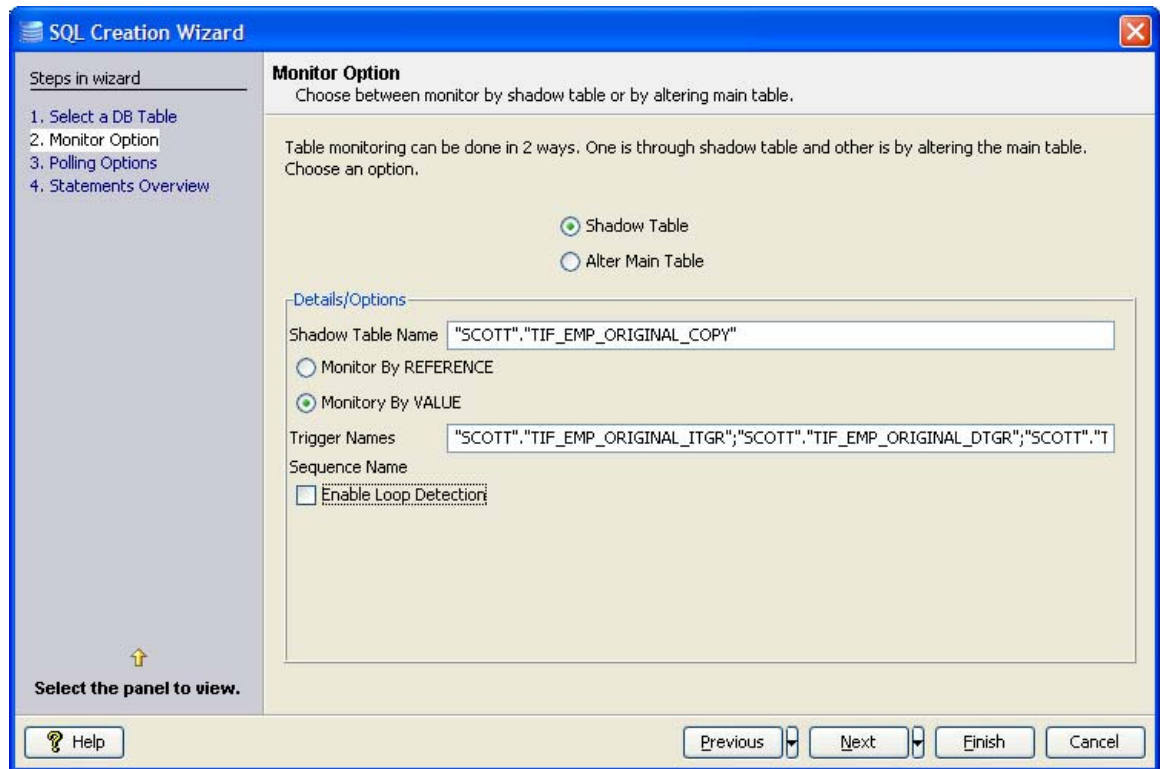 SQL Creation Wizard
Steps in wizard
1. Select a DB Table
2. Monitor Option
3. Polling Options
4. Statements Overview
Select the panel to view.
Monitor Option
Choose between monitor by shadow table or by altering main table.
Table monitoring can be done in 2 ways. One is through shadow table and other is by altering the main table.
Choose an option.
Shadow Table
Alter Main Table
Details/Options
Shadow Table Name "SCOTT"."TIF_EMP_ORIGINAL_COPY"
Monitor By REFERENCE
Monitory By VALUE
Trigger Names "SCOTT"."TIF_EMP_ORIGINAL_ITGR";"SCOTT"."TIF_EMP_ORIGINAL_DTGR";"SCOTT"."T
Sequence Name
Enable Loop Detection
Help Previous Next Finish Cancel